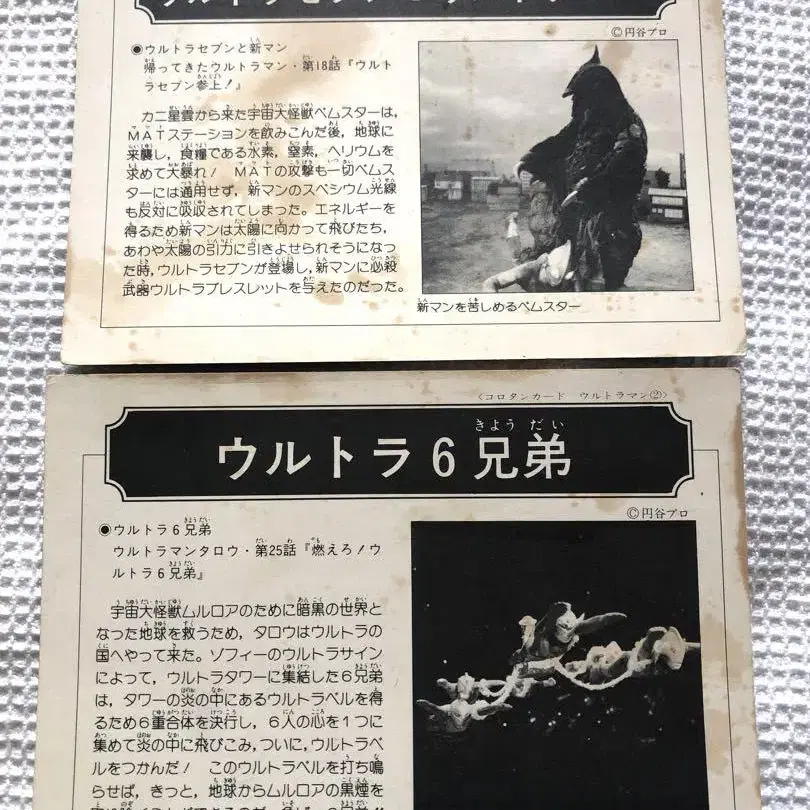 ©円谷プロ
●ウルトラセブンと新マン
帰ってきたウルトラマン・第18話『ウルト
ラセブン参上!』
カニ星雲から来た宇宙大怪獣ベムスターは,
MATステーションを飲みこんだ後,地球に
来襲し,食糧である水素,窒素,ヘリウムを
求めて大暴れ! MATの攻撃も一切ベムス
ターには通用せず,新マンのスペシウム光線
も反対に吸収されてしまった。エネルギーを
得るため新マンは太陽に向かって飛びたち,
あわや太陽の引力に引きよせられそうになっ
た時,ウルトラセブンが登場し,新マンに必殺
武器ウルトラブレスレットを与えたのだった。
新マンを苦しめるベムスター
〈コロタンカード ウルトラマン②〉
きょうだい
ウルトラ6兄弟
©円谷プロ
●ウルトラ6兄弟
ウルトラマンタロウ・第25話『燃えろ!ウ
ルトラ6兄弟』
宇宙大怪獣ムルロアのために暗黒の世界と
なった地球を救うため,タロウはウルトラの
国へやって来た。ゾフィーのウルトラサイン
によって,ウルトラタワーに集結した6兄弟
は,タワーの炎の中にあるウルトラベルを得
るため6重合体を決行し,6人の心を1つに
集めて炎の中に飛びこみ,ついに,ウルトラベ
ルをつかんだ! このウルトラベルを打ち鳴
らせば,きっと,地球からムルロアの黒煙を